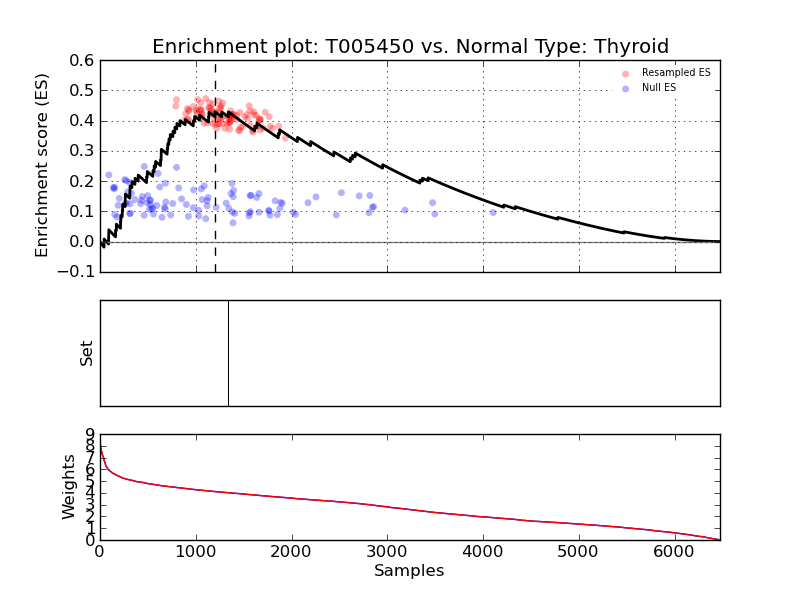 Enrichment plot: T005450 vs. Normal Type: Thyroid
Enrichment score (ES)
0.6
0.5
0.4
0.3
0.2
0.1
0.0
−0.1
Resampled ES
Null ES
Set
Weights
9
8
7
6
5
4
3
2
1
0
0 1000 2000 3000 4000 5000 6000
Samples